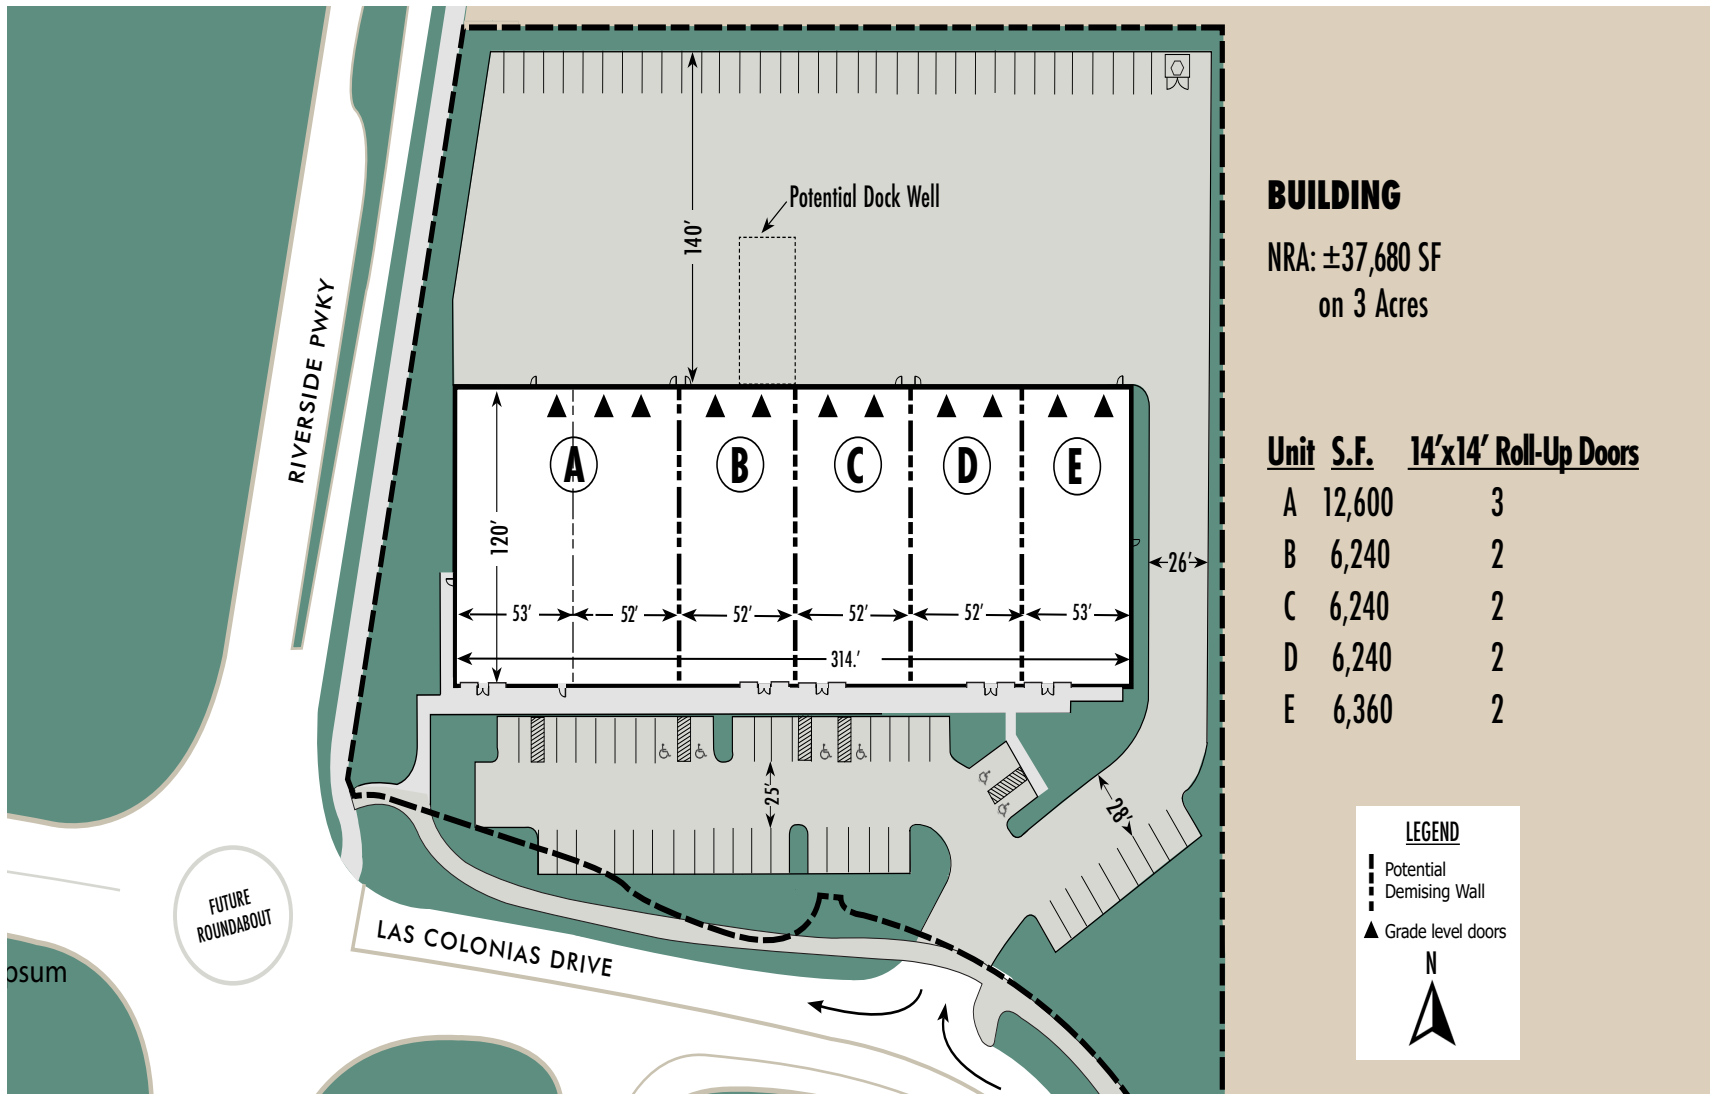 Potential Dock Well
140'
RIVERSIDE PWKY
A
B
C
D
E
120'
26'
53'
52'
52'
52'
52'
53'
314.'
25'
28'
FUTURE
ROUNDABOUT
LAS COLONIAS DRIVE
osum
BUILDING
NRA: ±37,680 SF
on 3 Acres
Unit S.F. 14'x14' Roll-Up Doors
A 12,600 3
B 6,240 2
C 6,240 2
D 6,240 2
E 6,360 2
LEGEND
Potential
Demising Wall
Grade level doors
N